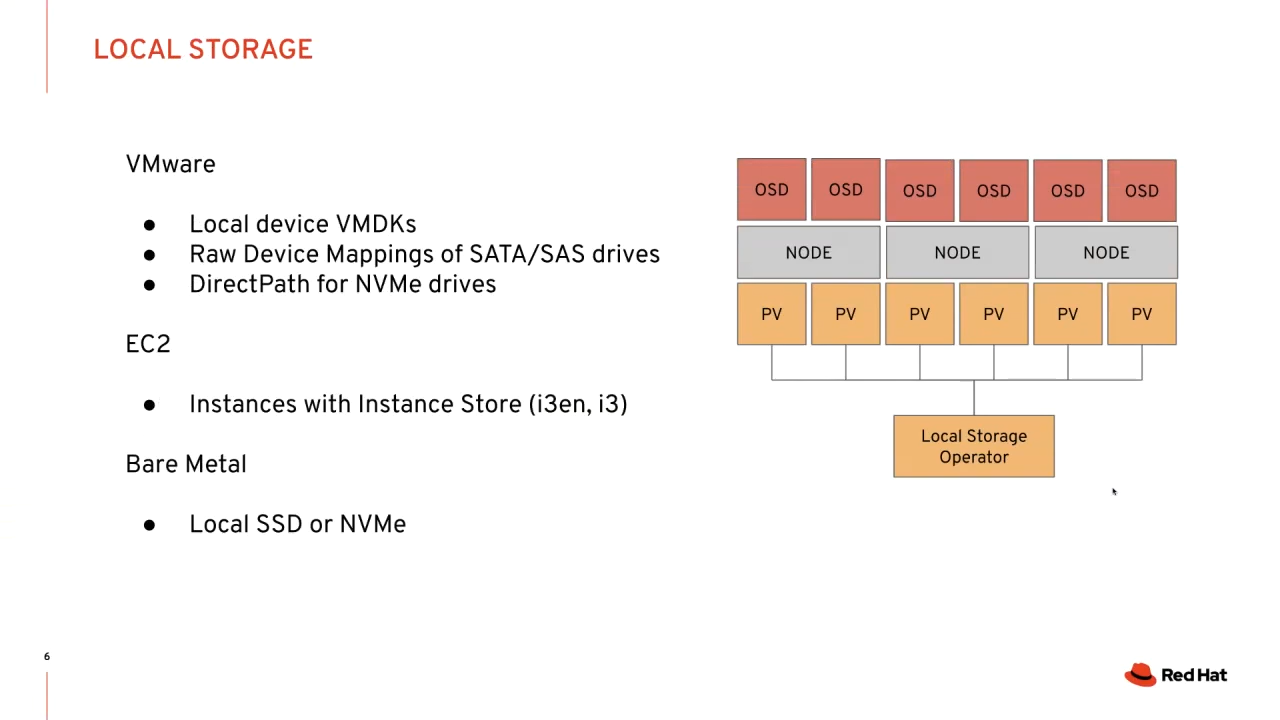 LOCAL STORAGE
VMware
● Local device VMDKs
● Raw Device Mappings of SATA/SAS drives
● DirectPath for NVMe drives
EC2
● Instances with Instance Store (i3en, i3)
Bare Metal
● Local SSD or NVMe
OSD OSD OSD OSD OSD OSD
NODE NODE NODE
PV PV PV PV PV PV
Local Storage
Operator
6
Red Hat